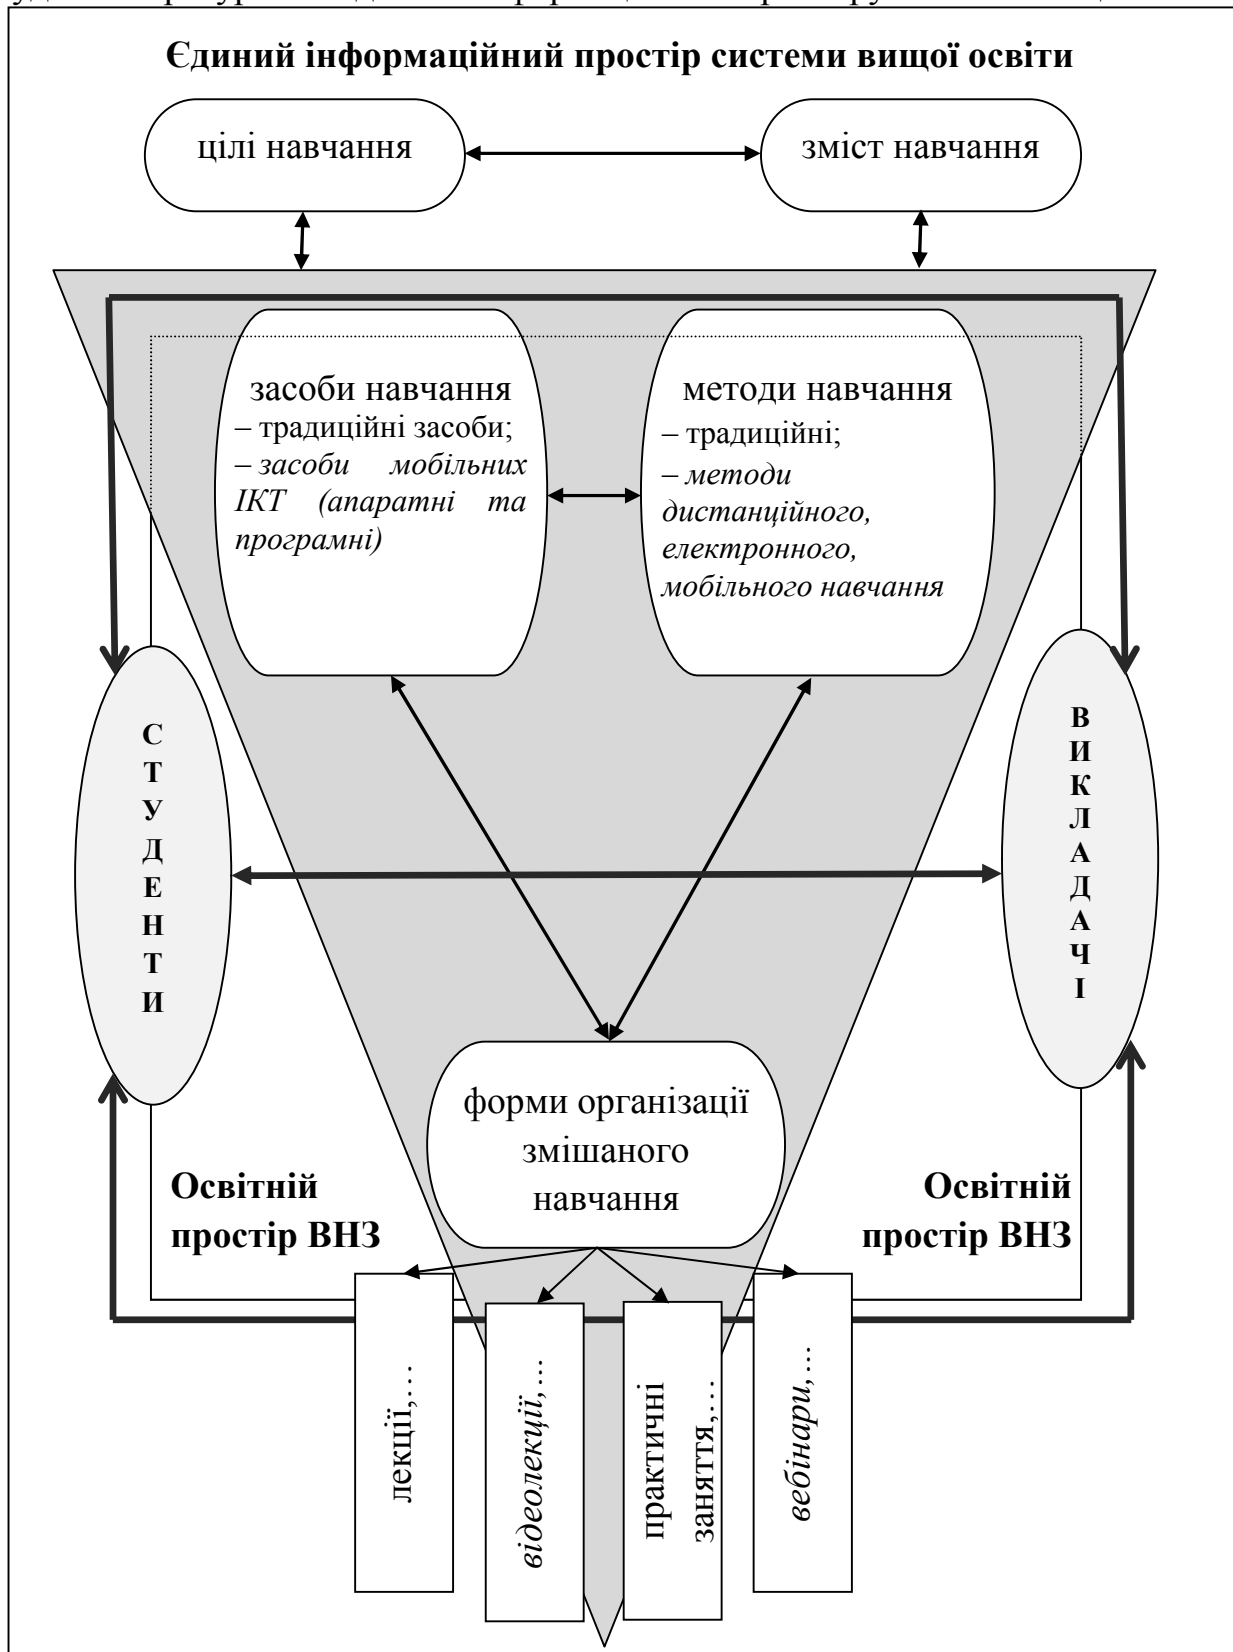 Єдиний інформаційний простір системи вищої освіти
цілі навчання
зміст навчання
засоби навчання
– традиційні засоби;
– засоби мобільних
ІКТ (апаратні та
програмні)
методи навчання
– традиційні;
– методи
дистанційного,
електронного,
мобільного навчання
СТУДЕНТИ
ВИКЛАДАЧІ
форми організації
змішаного
навчання
Освітній
простір ВНЗ
Освітній
простір ВНЗ
лекції,…
відеолекції,…
практичні
заняття,…
вебінари,…